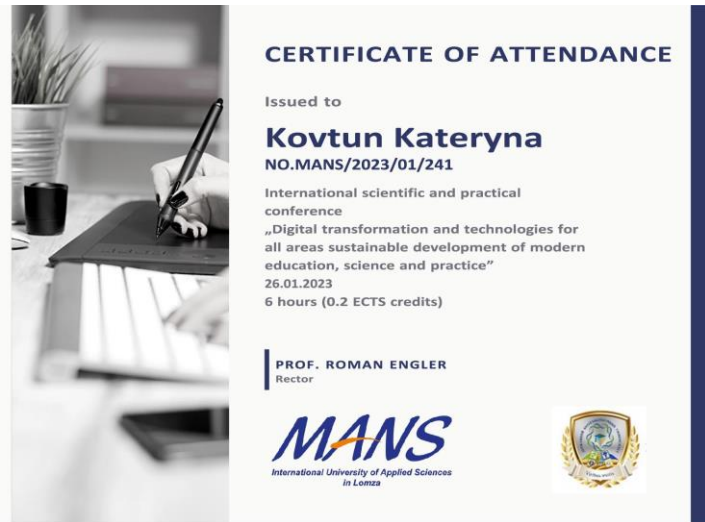 CERTIFICATE OF ATTENDANCE
Issued to
Kovtun Kateryna
NO.MANS/2023/01/241
International scientific and practical
conference
„Digital transformation and technologies for
all areas sustainable development of modern
education, science and practice”
26.01.2023
6 hours (0.2 ECTS credits)
PROF. ROMAN ENGLER
Rector
MANS
International University of Applied Sciences
in Lomza